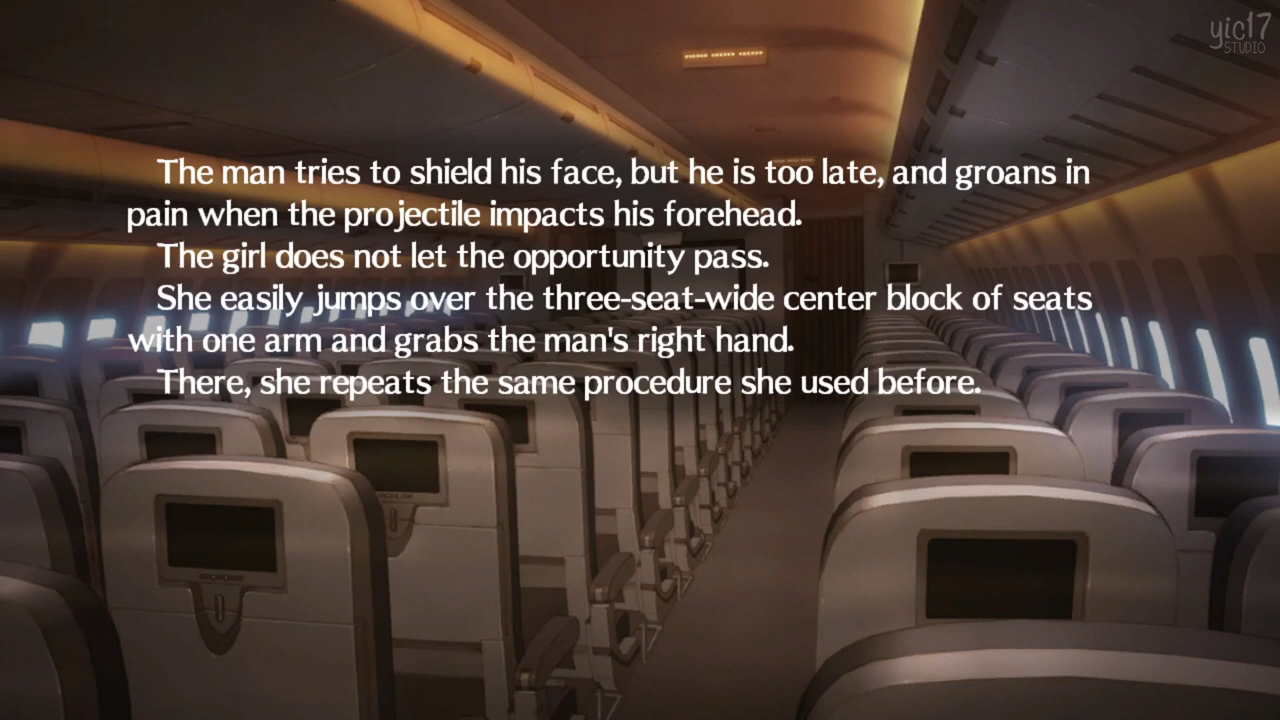 yic17
STUDIO
The man tries to shield his face, but he is too late, and groans in
pain when the projectile impacts his forehead.
The girl does not let the opportunity pass.
She easily jumps over the three-seat-wide center block of seats
with one arm and grabs the man's right hand.
There, she repeats the same procedure she used before.